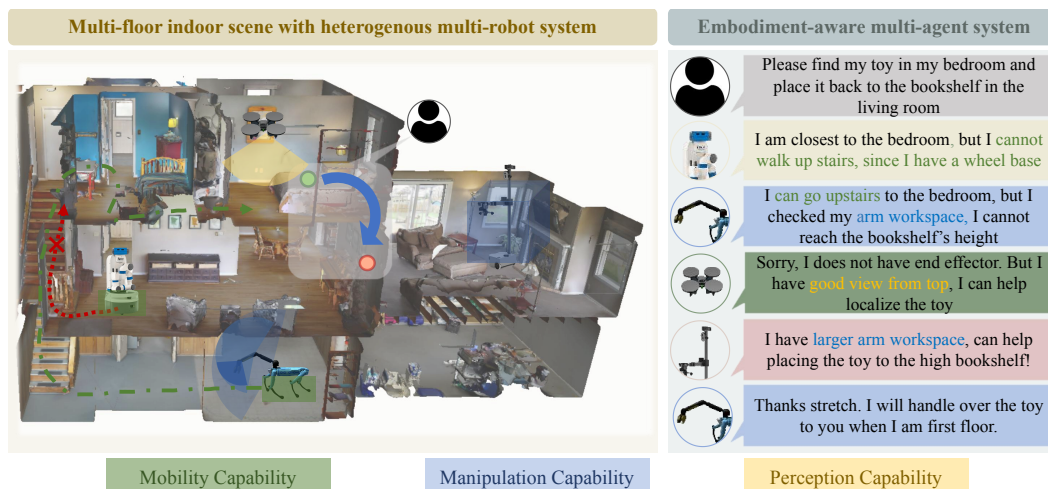 Multi-floor indoor scene with heterogenous multi-robot system
Embodiment-aware multi-agent system
Please find my toy in my bedroom and
place it back to the bookshelf in the
living room
I am closest to the bedroom, but I cannot
walk up stairs, since I have a wheel base
I can go upstairs to the bedroom, but I
checked my arm workspace, I cannot
reach the bookshelf's height
Sorry, I does not have end effector. But I
have good view from top, I can help
localize the toy
I have larger arm workspace, can help
placing the toy to the high bookshelf!
Thanks stretch. I will handle over the toy
to you when I am first floor.
Mobility Capability
Manipulation Capability
Perception Capability